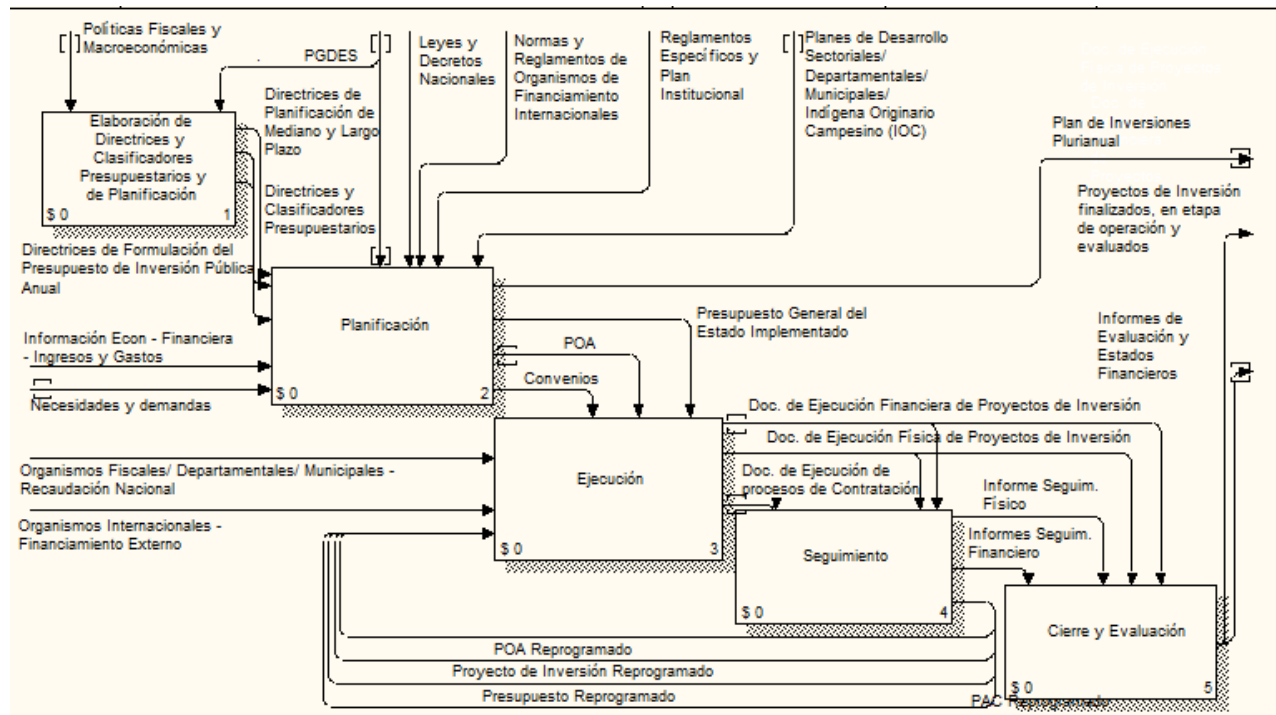 Políticas Fiscales y
Macroeconómicas
PGDES
Leyes y
Decretos
Nacionales
Normas y
Reglamentos de
Organismos de
Financiamiento
Internacionales
Reglamentos
Específicos y
Plan
Institucional
Planes de Desarrollo
Sectoriales/
Departamentales/
Municipales/
Indígena Originario
Campesino (IOC)
Directrices de
Planificación de
Mediano y Largo
Plazo
Elaboración de
Directrices y
Clasificadores
Presupuestarios y
de Planificación
$ 0
1
Directrices y
Clasificadores
Presupuestarios
Plan de Inversiones
Plurianual
Proyectos de Inversión
finalizados, en etapa
de operación y
evaluados
Directrices de Formulación del
Presupuesto de Inversión Pública
Anual
Planificación
$ 0
2
Presupuesto General del
Estado Implementado
POA
Convenios
Información Econ - Financiera
- Ingresos y Gastos
Necesidades y demandas
Informes de
Evaluación y
Estados
Financieros
Doc. de Ejecución Financiera de Proyectos de Inversión
Doc. de Ejecución Física de Proyectos de Inversión
Doc. de Ejecución de
procesos de Contratación
Ejecución
$ 0
3
Organismos Fiscales/ Departamentales/ Municipales -
Recaudación Nacional
Organismos Internacionales -
Financiamiento Externo
Informe Seguim.
Físico
Informes Seguim.
Financiero
Seguimiento
$ 0
4
Cierre y Evaluación
$ 0
5
POA Reprogramado
Proyecto de Inversión Reprogramado
Presupuesto Reprogramado
PAC Reprogramado